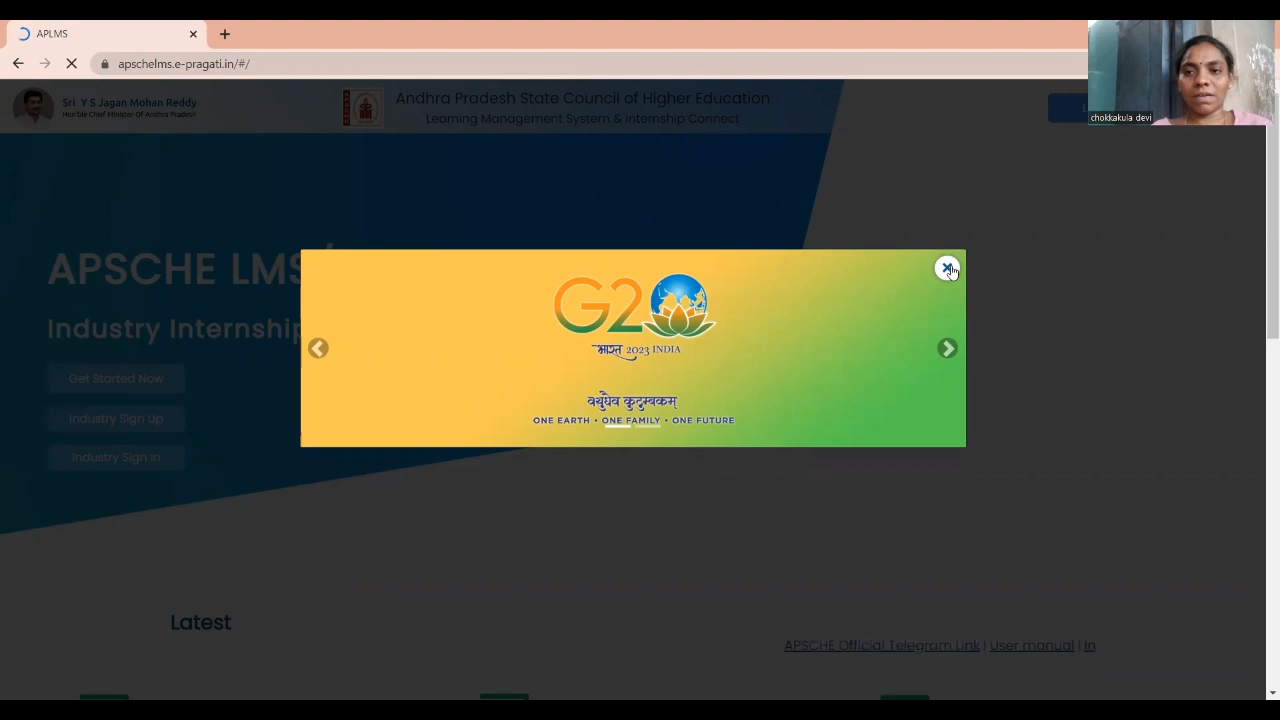 APLMS
apschelms.e-pragati.in/#/
Sri Y S Jagan Mohan Reddy
Hon'ble Chief Minister Of Andhra Pradesh
Andhra Pradesh State Council of Higher Education
Learning Management System & Internship Connect
chokkakula devi
APSCHE LMS
Industry Internship
Get Started Now
Industry Sign Up
Industry Sign In
G20
भारत 2023 INDIA
वसुधैव कुटुम्बकम्
ONE EARTH • ONE FAMILY • ONE FUTURE
Latest
APSCHE Official Telegram Link | User manual | In